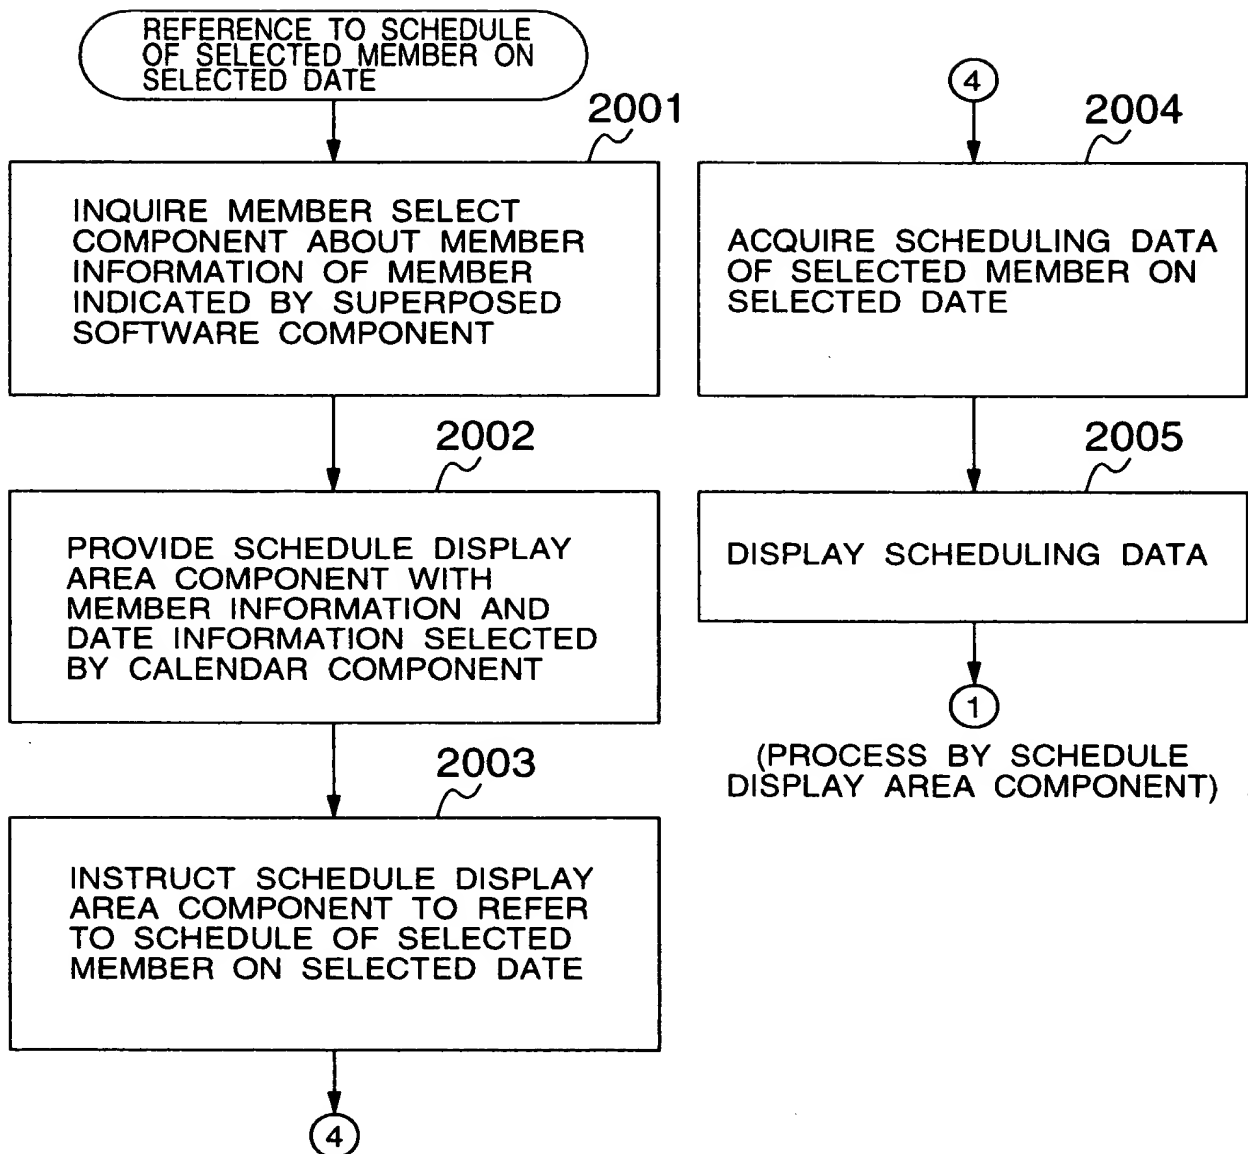 REFERENCE TO SCHEDULE
OF SELECTED MEMBER ON
SELECTED DATE
2001
INQUIRE MEMBER SELECT
COMPONENT ABOUT MEMBER
INFORMATION OF MEMBER
INDICATED BY SUPERPOSED
SOFTWARE COMPONENT
2002
PROVIDE SCHEDULE DISPLAY
AREA COMPONENT WITH
MEMBER INFORMATION AND
DATE INFORMATION SELECTED
BY CALENDAR COMPONENT
2003
INSTRUCT SCHEDULE DISPLAY
AREA COMPONENT TO REFER
TO SCHEDULE OF SELECTED
MEMBER ON SELECTED DATE
4
4
2004
ACQUIRE SCHEDULING DATA
OF SELECTED MEMBER ON
SELECTED DATE
2005
DISPLAY SCHEDULING DATA
1
(PROCESS BY SCHEDULE
DISPLAY AREA COMPONENT)